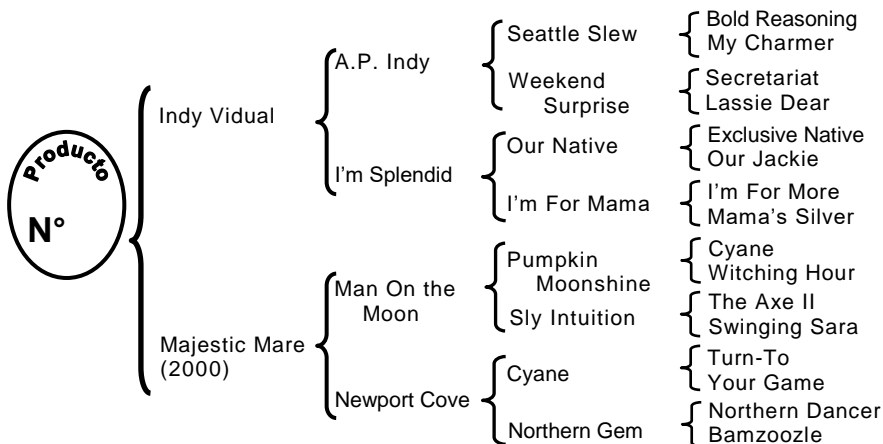 Producto
N°
Indy Vidual
Majestic Mare
(2000)
A.P. Indy
I'm Splendid
Man On the
Moon
Newport Cove
Seattle Slew
Weekend
Surprise
Our Native
I'm For Mama
Pumpkin
Moonshine
Sly Intuition
Cyane
Northern Gem
Bold Reasoning
My Charmer
Secretariat
Lassie Dear
Exclusive Native
Our Jackie
I'm For More
Mama's Silver
Cyane
Witching Hour
The Axe II
Swinging Sara
Turn-To
Your Game
Northern Dancer
Bamzoozle